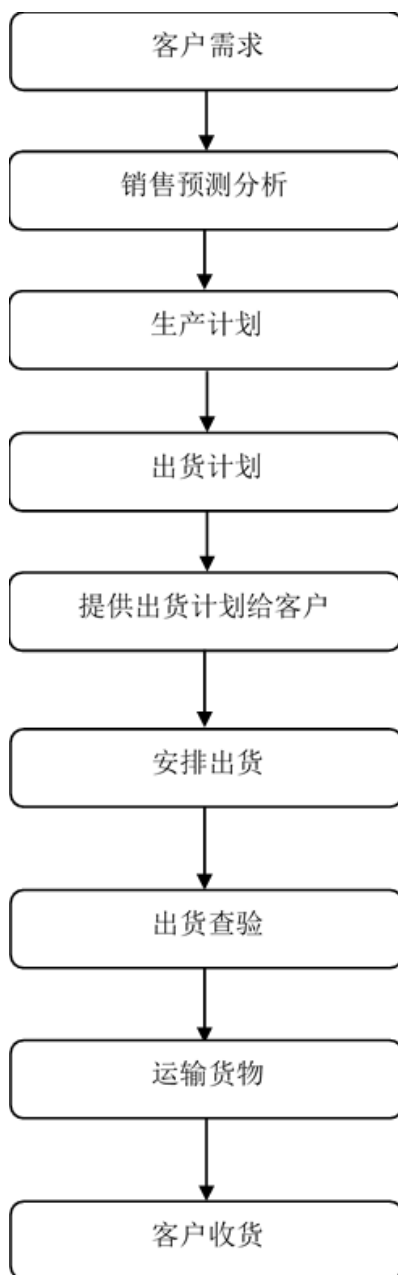 客户需求
销售预测分析
生产计划
出货计划
提供出货计划给客户
安排出货
出货查验
运输货物
客户收货